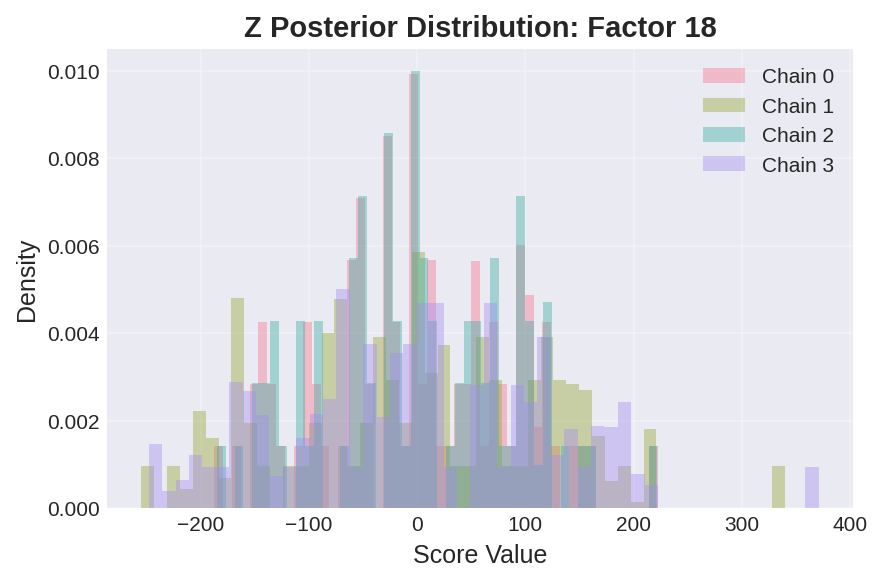 Z Posterior Distribution: Factor 18
0.010
0.008
0.006
0.004
0.002
0.000
Density
Chain 0
Chain 1
Chain 2
Chain 3
−200
−100
0
100
200
300
400
Score Value